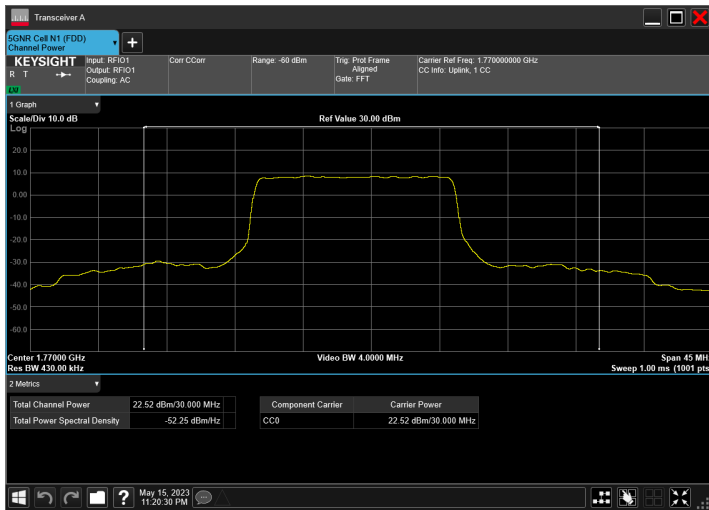 Transceiver A
5GNR Cell N1 (FDD)
Channel Power
+
KEYSIGHT
R T
LXI
Input: RFIO1
Output: RFIO1
Coupling: AC
Corr CCorr
Range: -60 dBm
Trig: Prot Frame
Aligned
Gate: FFT
Carrier Ref Freq: 1.770000000 GHz
CC Info: Uplink, 1 CC
1 Graph
Scale/Div 10.0 dB
Ref Value 30.00 dBm
Log
20.0
10.0
0.00
-10.0
-20.0
-30.0
-40.0
-50.0
-60.0
Center 1.77000 GHz
Video BW 4.0000 MHz
Span 45 MH
Res BW 430.00 kHz
Sweep 1.00 ms (1001 pts
2 Metrics
Total Channel Power 22.52 dBm/30.000 MHz
Total Power Spectral Density -52.25 dBm/Hz
Component Carrier Carrier Power
CC0 22.52 dBm/30.000 MHz
?
May 15, 2023
11:20:30 PM